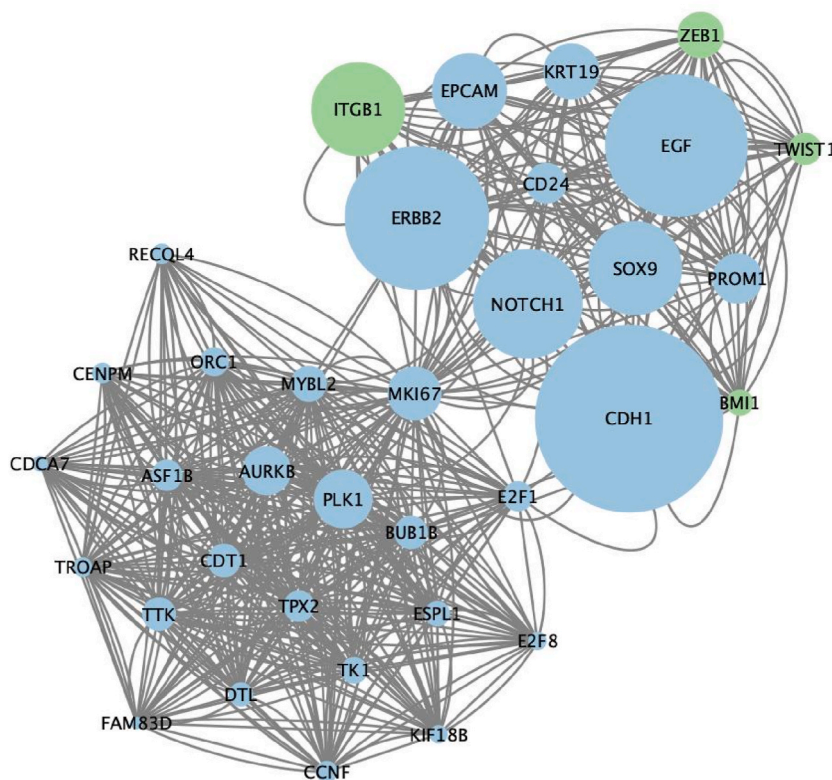 ZEB1
KRT19
EPCAM
ITGB1
EGF
TWIST1
CD24
ERBB2
RECQL4
SOX9
PROM1
NOTCH1
ORC1
CENPM
MYBL2
MKI67
BMI1
CDH1
CDCA7
ASF1B
AURKB
PLK1
E2F1
BUB1B
CDT1
TROAP
TTK
TPX2
ESPL1
E2F8
TK1
DTL
FAM83D
KIF18B
CCNF